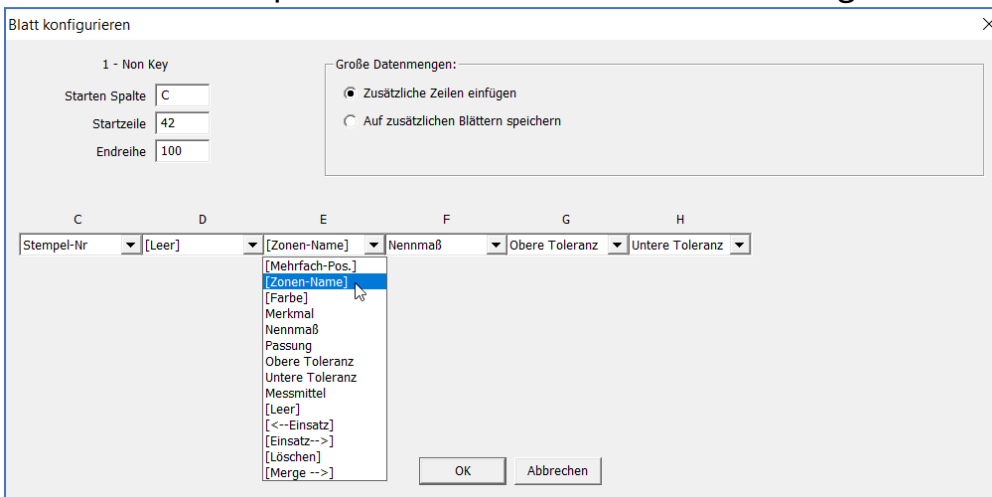 Blatt konfigurieren
1 - Non Key
Starten Spalte C
Startzeile 42
Endreihe 100
Große Datenmengen:
Zusätzliche Zeilen einfügen
Auf zusätzlichen Blättern speichern
C D E F G H
Stempel-Nr [Leer] [Zonen-Name] Nennmaß Obere Toleranz Untere Toleranz
[Mehrfach-Pos.]
[Zonen-Name]
[Farbe]
Merkmal
Nennmaß
Passung
Obere Toleranz
Untere Toleranz
Messmittel
[Leer]
[<--Einsatz]
[Einsatz-->]
[Löschen]
[Merge -->]
OK Abbrechen